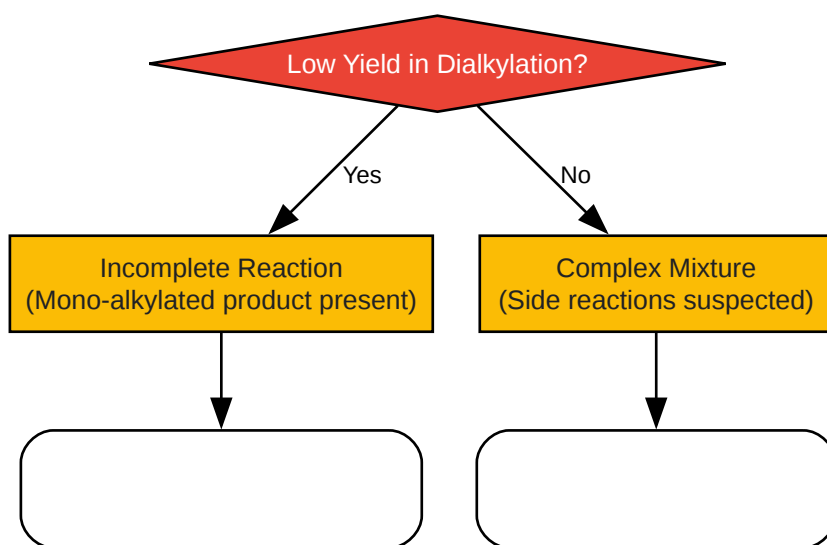 Low Yield in Dialkylation?
Yes
No
Incomplete Reaction
(Mono-alkylated product present)
Complex Mixture
(Side reactions suspected)